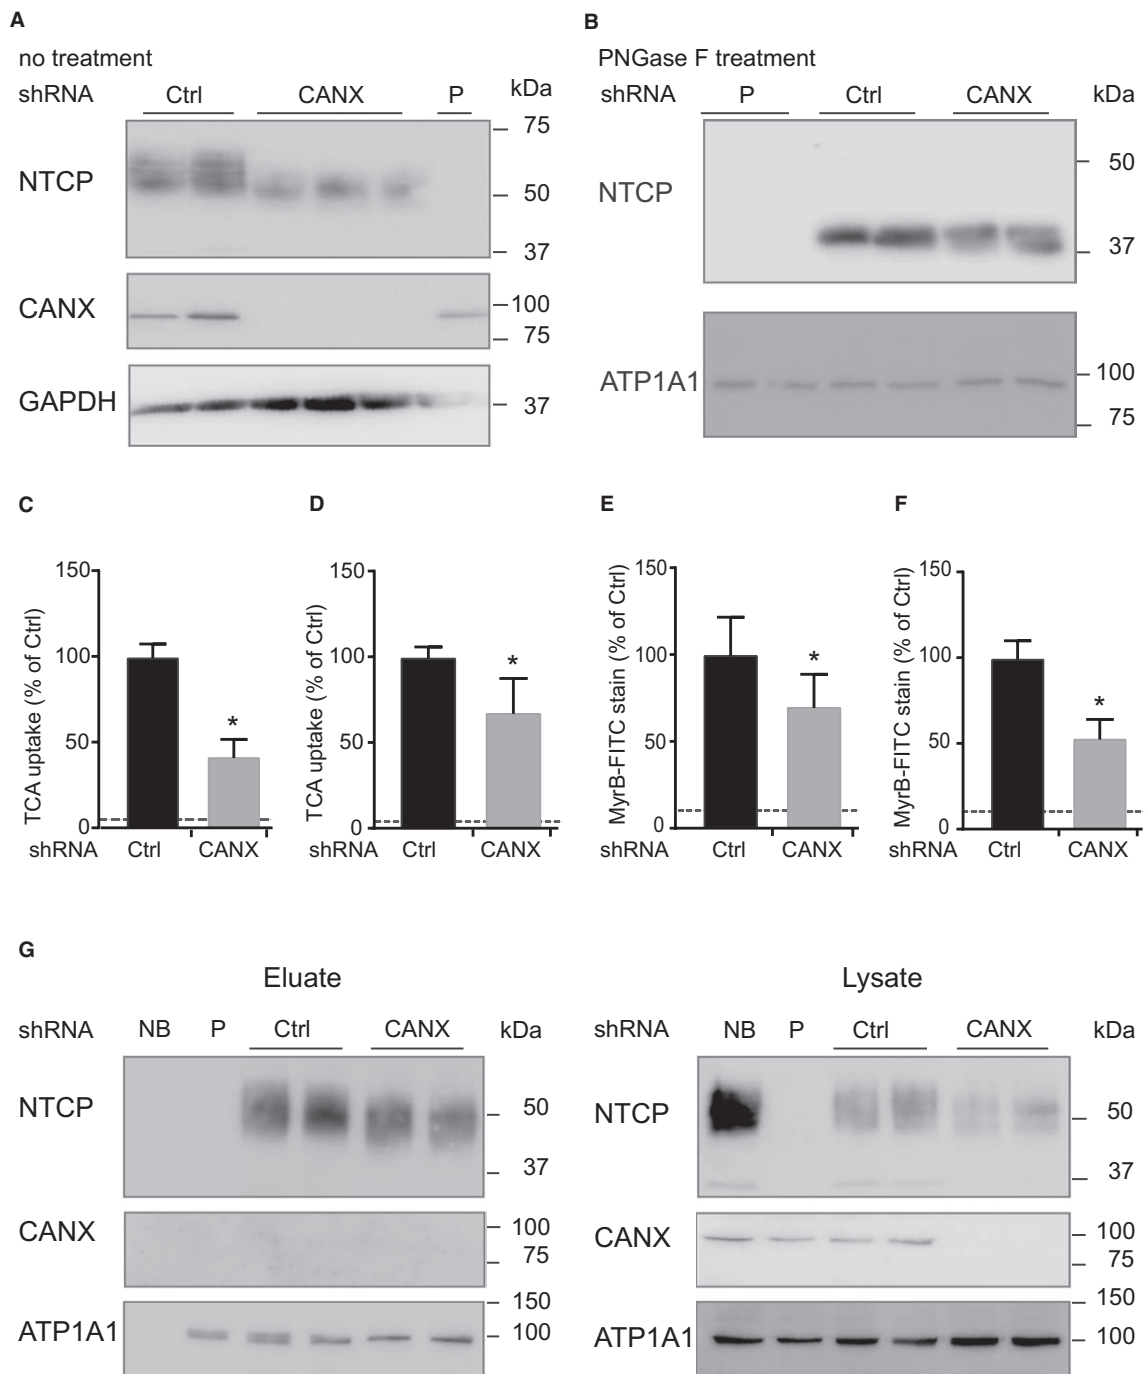 A
no treatment
shRNA Ctrl CANX P kDa
NTCP
75
50
37
CANX
100
75
GAPDH
37
B
PNGase F treatment
shRNA P Ctrl CANX kDa
NTCP
50
37
ATP1A1
100
75
C
TCA uptake (% of Ctrl)
150
100
50
0
*
shRNA Ctrl CANX
D
TCA uptake (% of Ctrl)
150
100
50
0
*
shRNA Ctrl CANX
E
MyrB-FITC stain (% of Ctrl)
150
100
50
0
*
shRNA Ctrl CANX
F
MyrB-FITC stain (% of Ctrl)
150
100
50
0
*
shRNA Ctrl CANX
G
Eluate
shRNA NB P Ctrl CANX kDa
NTCP
50
37
CANX
100
75
ATP1A1
150
100
Lysate
shRNA NB P Ctrl CANX kDa
NTCP
50
37
CANX
100
75
ATP1A1
150
100